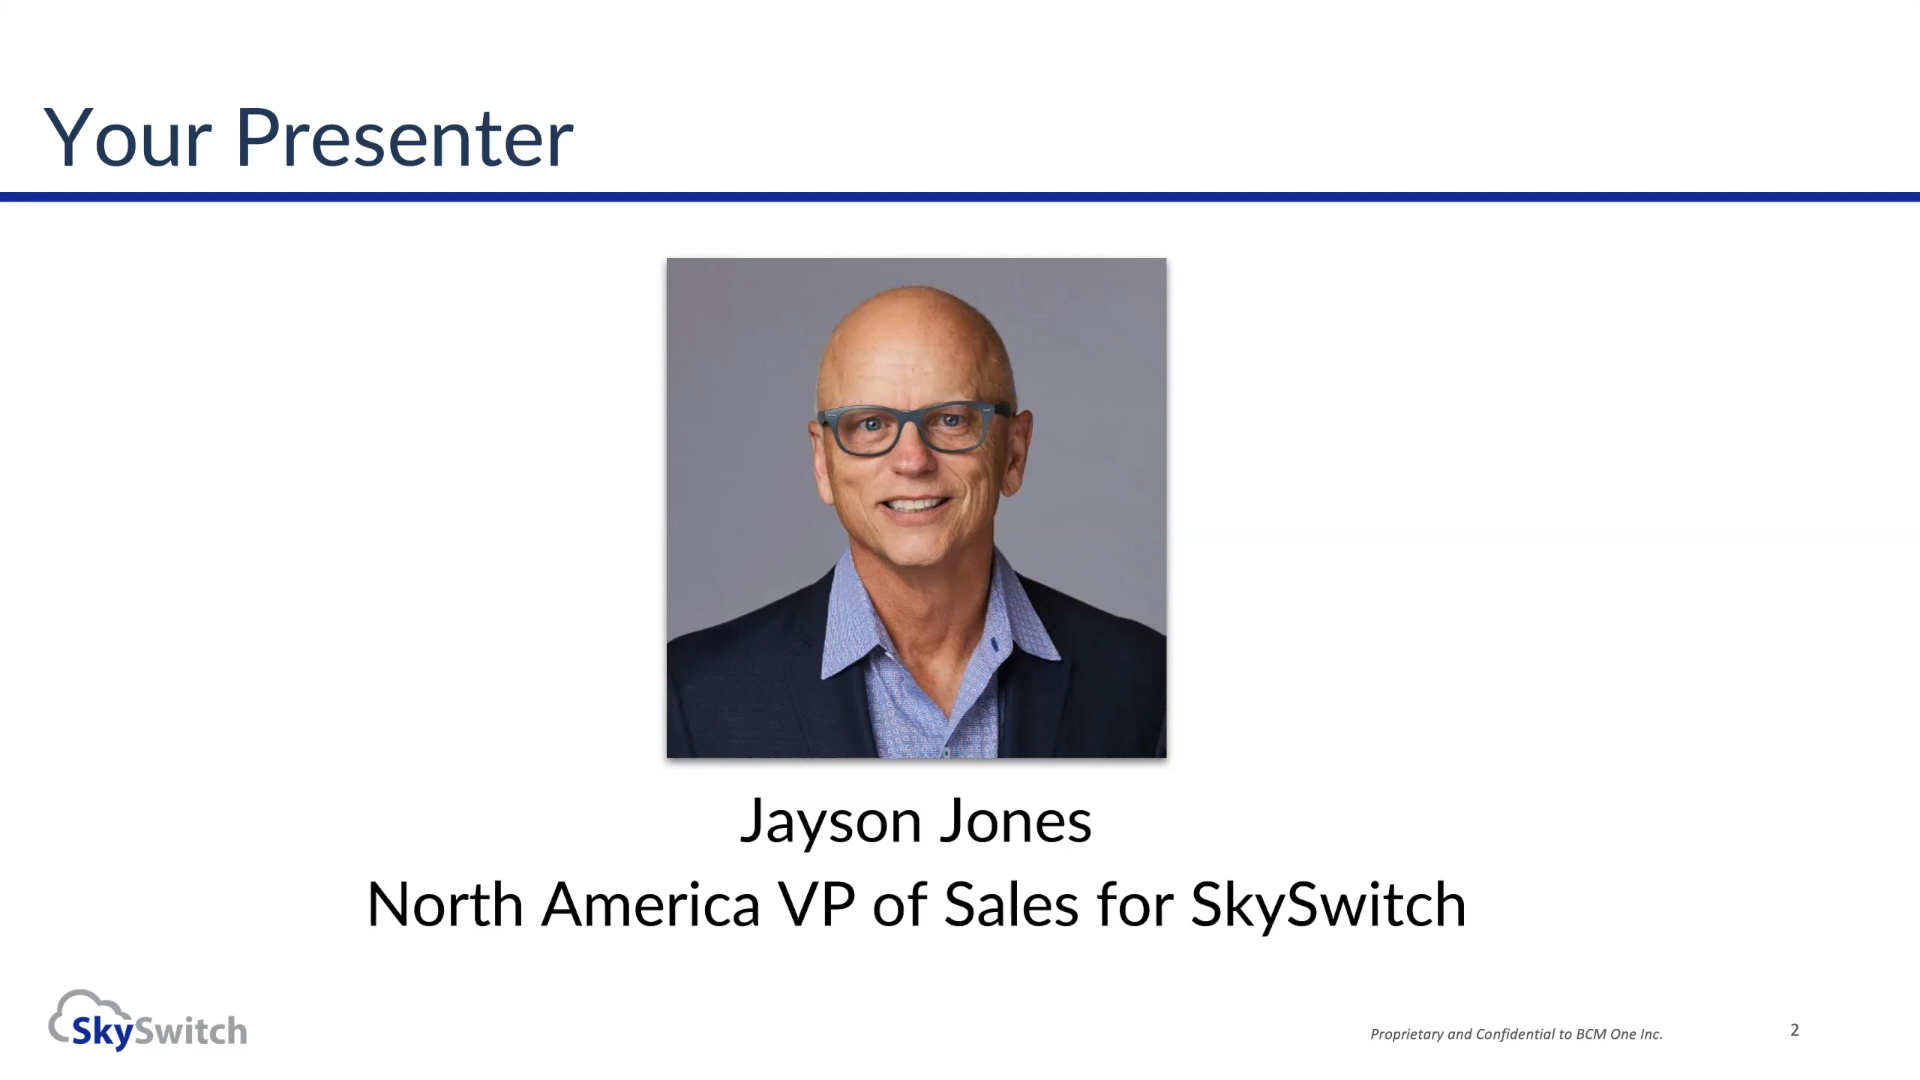 Your Presenter
Jayson Jones
North America VP of Sales for SkySwitch
SkySwitch
Proprietary and Confidential to BCM One Inc.
2